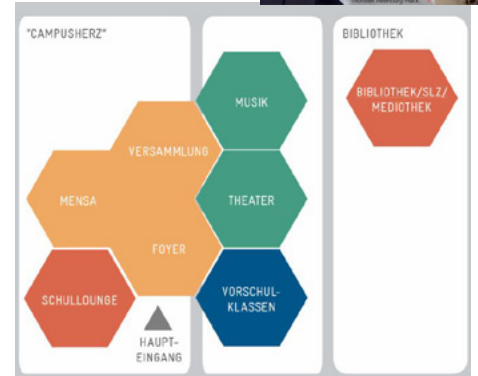 "CAMPUSHERZ"
BIBLIOTHEK
MUSIK
BIBLIOTHEK/SLZ/
MEDIOTHEK
VERSAMMLUNG
MENSA
THEATER
FOYER
SCHULLOUNGE
VORSCHUL-
KLASSEN
HAUPT-
EINGANG